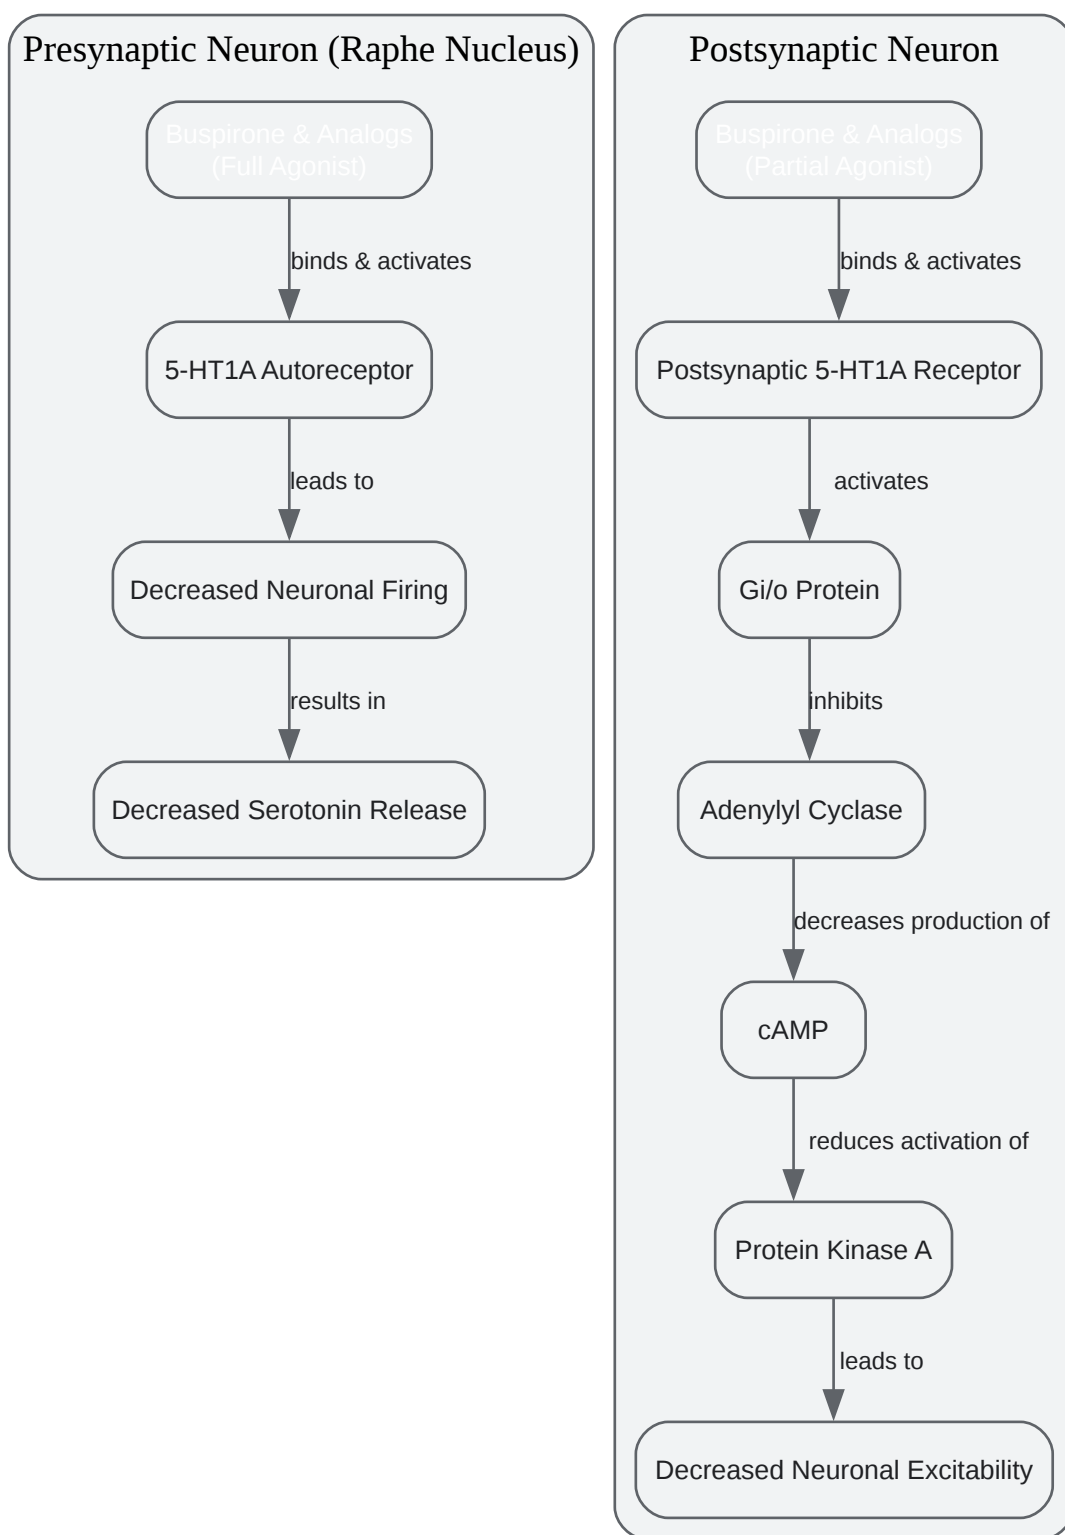 Presynaptic Neuron (Raphe Nucleus)
Buspirone & Analogs
(Full Agonist)
binds & activates
5-HT1A Autoreceptor
leads to
Decreased Neuronal Firing
results in
Decreased Serotonin Release
Postsynaptic Neuron
Buspirone & Analogs
(Partial Agonist)
binds & activates
Postsynaptic 5-HT1A Receptor
activates
Gi/o Protein
inhibits
Adenylyl Cyclase
decreases production of
cAMP
reduces activation of
Protein Kinase A
leads to
Decreased Neuronal Excitability